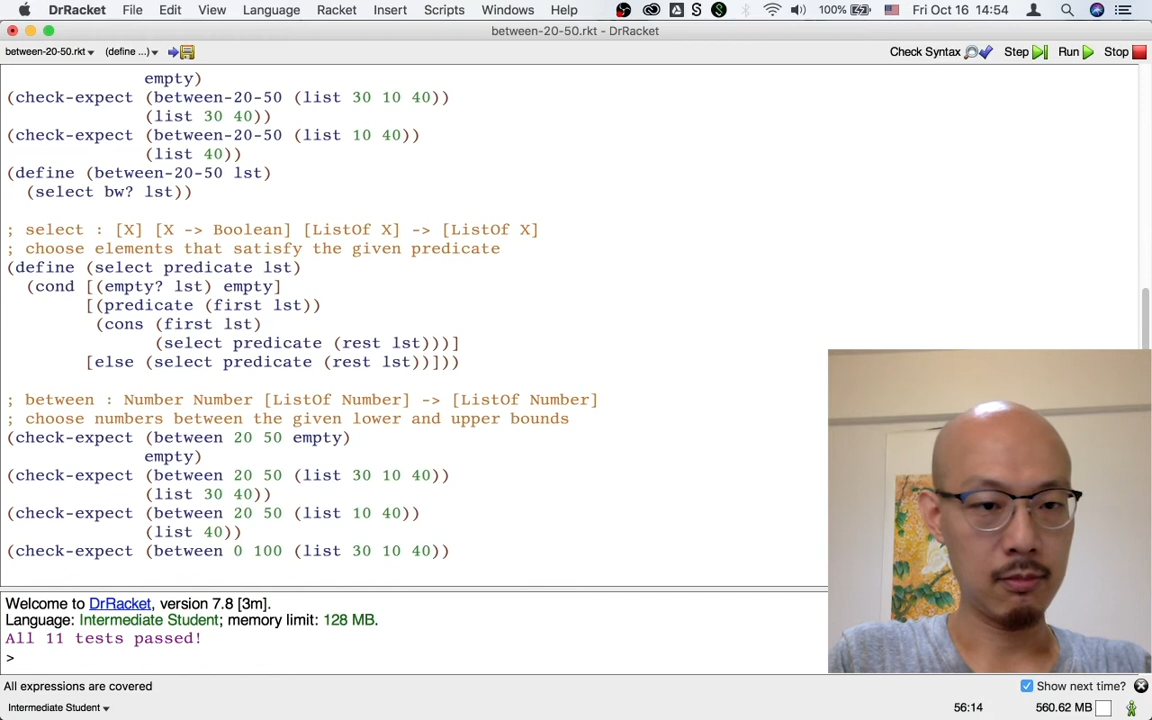 DrRacket File Edit View Language Racket Insert Scripts Windows Help 100% Fri Oct 16 14:54
between-20-50.rkt - DrRacket
between-20-50.rkt (define ...) Check Syntax Step Run Stop
empty)
(check-expect (between-20-50 (list 30 10 40))
(list 30 40))
(check-expect (between-20-50 (list 10 40))
(list 40))
(define (between-20-50 lst)
(select bw? lst))
; select : [X] [X -> Boolean] [ListOf X] -> [ListOf X]
; choose elements that satisfy the given predicate
(define (select predicate lst)
(cond [(empty? lst) empty]
[(predicate (first lst))
(cons (first lst)
(select predicate (rest lst)))]
[else (select predicate (rest lst))]))
; between : Number Number [ListOf Number] -> [ListOf Number]
; choose numbers between the given lower and upper bounds
(check-expect (between 20 50 empty)
empty)
(check-expect (between 20 50 (list 30 10 40))
(list 30 40))
(check-expect (between 20 50 (list 10 40))
(list 40))
(check-expect (between 0 100 (list 30 10 40))
Welcome to DrRacket, version 7.8 [3m].
Language: Intermediate Student; memory limit: 128 MB.
All 11 tests passed!
>
All expressions are covered Show next time?
Intermediate Student 56:14 560.62 MB